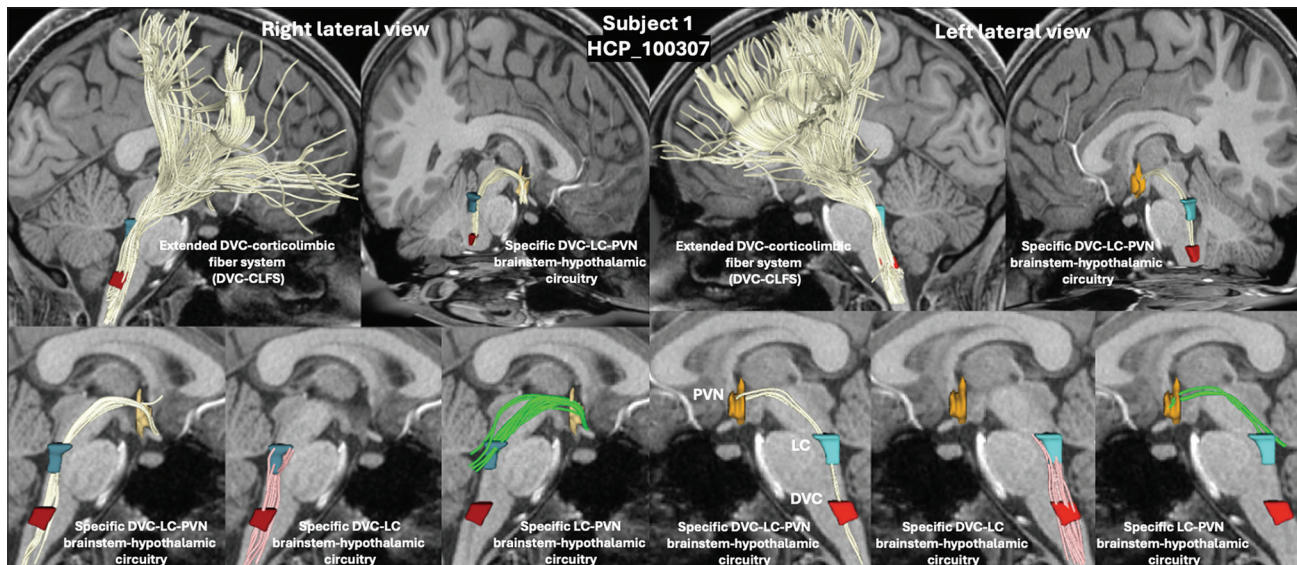 Right lateral view
Subject 1
HCP_100307
Left lateral view
Extended DVC-corticolimbic
fiber system
(DVC-CLFS)
Specific DVC-LC-PVN
brainstem-hypothalamic
circuitry
Extended DVC-corticolimbic
fiber system
(DVC-CLFS)
Specific DVC-LC-PVN
brainstem-hypothalamic
circuitry
Specific DVC-LC-PVN
brainstem-hypothalamic
circuitry
Specific DVC-LC
brainstem-hypothalamic
circuitry
Specific LC-PVN
brainstem-hypothalamic
circuitry
PVN
LC
DVC
Specific DVC-LC-PVN
brainstem-hypothalamic
circuitry
Specific DVC-LC
brainstem-hypothalamic
circuitry
Specific LC-PVN
brainstem-hypothalamic
circuitry